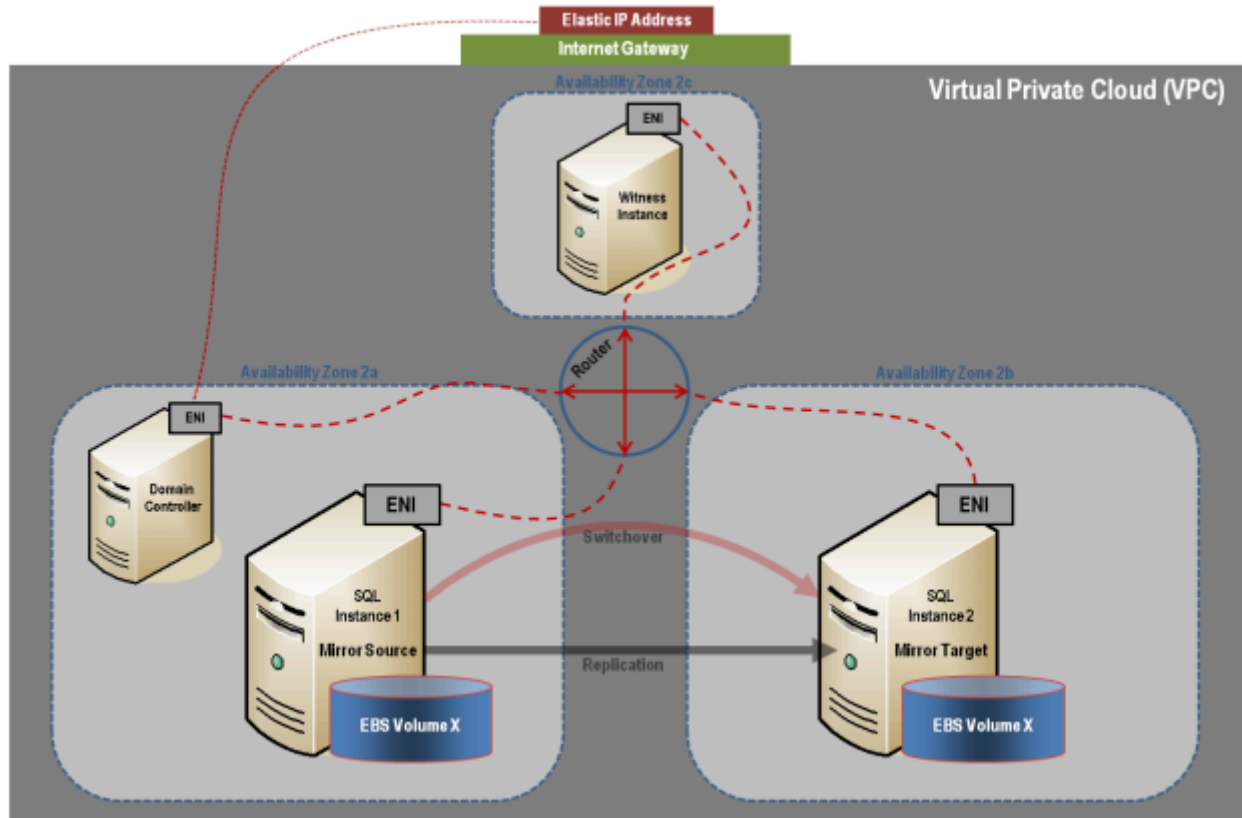 Elastic IP Address
Internet Gateway
Virtual Private Cloud (VPC)
Availability Zone 2c
ENI
Witness
Instance
Router
Availability Zone 2a
Availability Zone 2b
ENI
Domain
Controller
ENI
ENI
Switchover
SQL
Instance 1
Mirror Source
SQL
Instance 2
Mirror Target
Replication
EBS Volume X
EBS Volume X